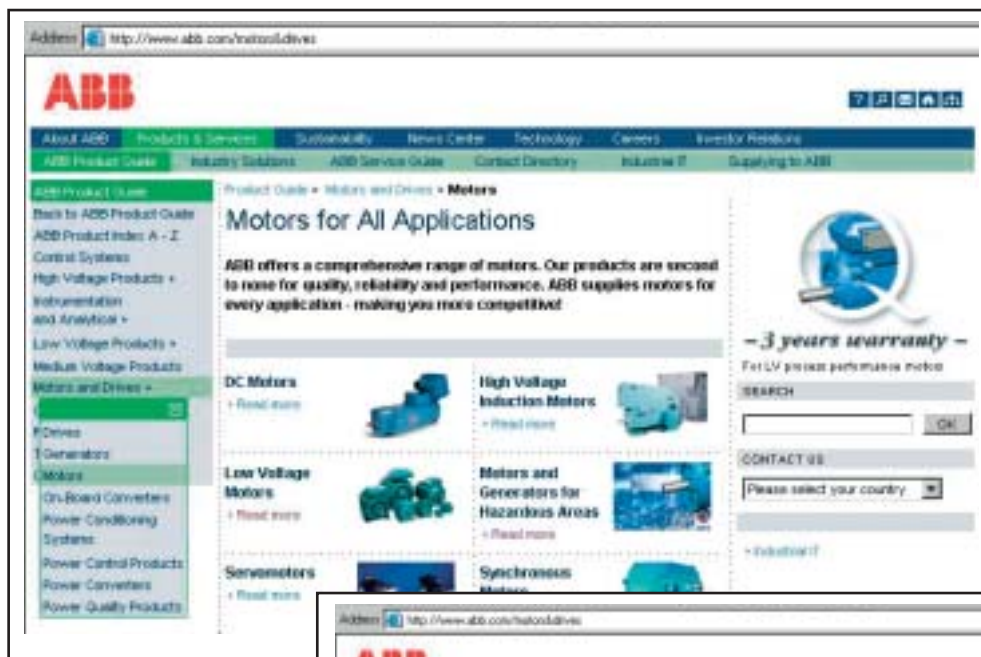 Address http://www.abb.com/motors&drives
ABB
About ABB Products & Services Sustainability News Center Technology Careers Investor Relations
ABB Product Guide Industry Solutions ABB Service Guide Contact Directory Industrial IT Supplying to ABB
ABB Product Guide
Back to ABB Product Guide
ABB Product Index A - Z
Control Systems
High Voltage Products +
Instrumentation
and Analytical +
Low Voltage Products +
Medium Voltage Products
Motors and Drives +
Drives
Generators
Motors
On-Board Converters
Power Conditioning
Systems
Power Control Products
Power Converters
Power Quality Products
Product Guide • Motors and Drives • Motors
Motors for All Applications
ABB offers a comprehensive range of motors. Our products are second
to none for quality, reliability and performance. ABB supplies motors for
every application - making you more competitive!
DC Motors
+ Read more
High Voltage
Induction Motors
+ Read more
Low Voltage
Motors
+ Read more
Motors and
Generators for
Hazardous Areas
+ Read more
Servomotors
+ Read more
Synchronous
Motors
Q
– 3 years warranty –
For LV process performance motors
SEARCH
OK
CONTACT US
Please select your country
+ Industrial IT
Address http://www.abb.com/motors&drives
ABB